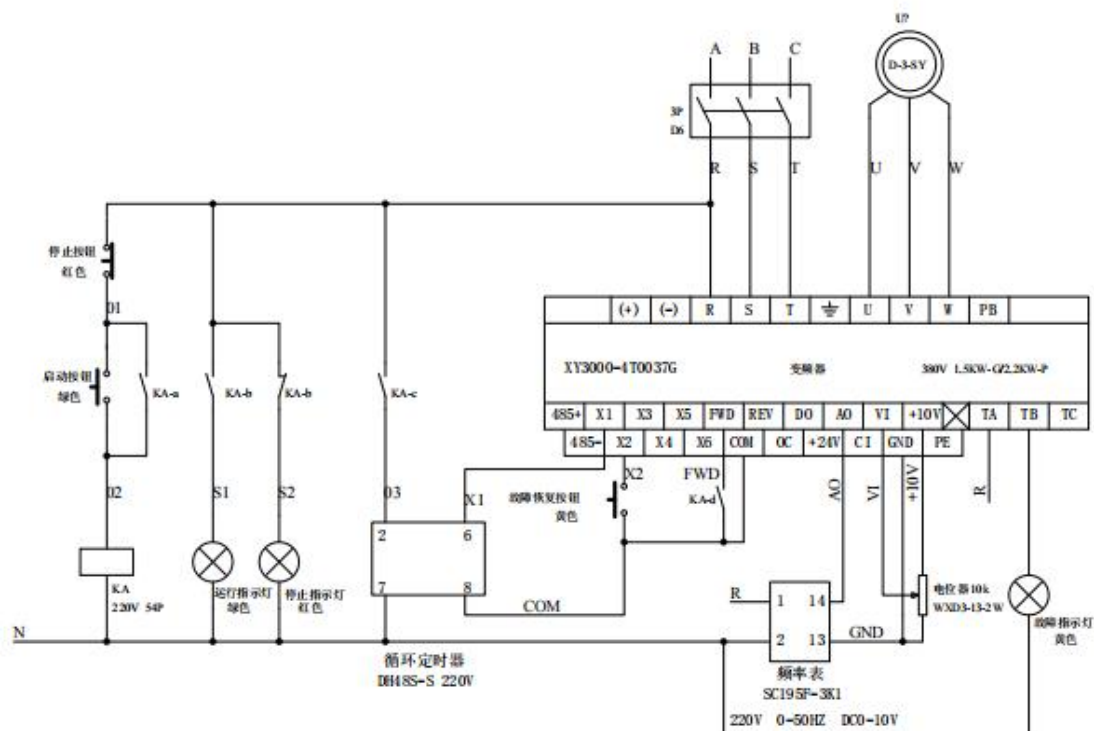 U?
A B C
D-3-SY
3P
D6
R S T U V W
停止按钮
红色
01
(+) (-) R S T U V W PB
启动按钮
绿色
KA-a KA-b KA-b KA-c
XY3000-4T0037G 变频器 380V 1.5KW-G/2.2KW-P
485+ X1 X3 X5 FWD REV DO AO VI +10V TA TB TC
485- X2 X4 X6 COM OC +24V CI GND PE
02 S1 S2 03 X1 X2 FWD AO VI +10V R
故障恢复按钮
黄色
KA-d
2 6
7 8
KA
220V 54P
运行指示灯
绿色
停止指示灯
红色
COM
R 1 14
2 13 GND
电位器10k
WXD3-13-2W
故障指示灯
黄色
N
循环定时器
DH48S-S 220V
频率表
SC195F-3K1
220V 0-50HZ DC0-10V